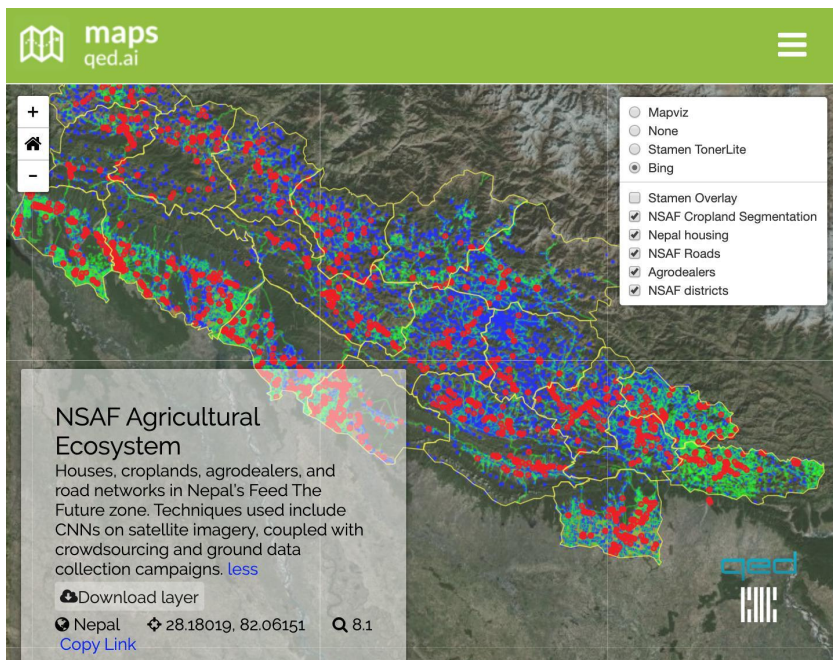 maps
qed.ai
+
−
Mapviz
None
Stamen TonerLite
Bing
Stamen Overlay
NSAF Cropland Segmentation
Nepal housing
NSAF Roads
Agrodealers
NSAF districts
NSAF Agricultural
Ecosystem
Houses, croplands, agrodealers, and
road networks in Nepal's Feed The
Future zone. Techniques used include
CNNs on satellite imagery, coupled with
crowdsourcing and ground data
collection campaigns. less
Download layer
Nepal 28.18019, 82.06151 8.1
Copy Link
qed